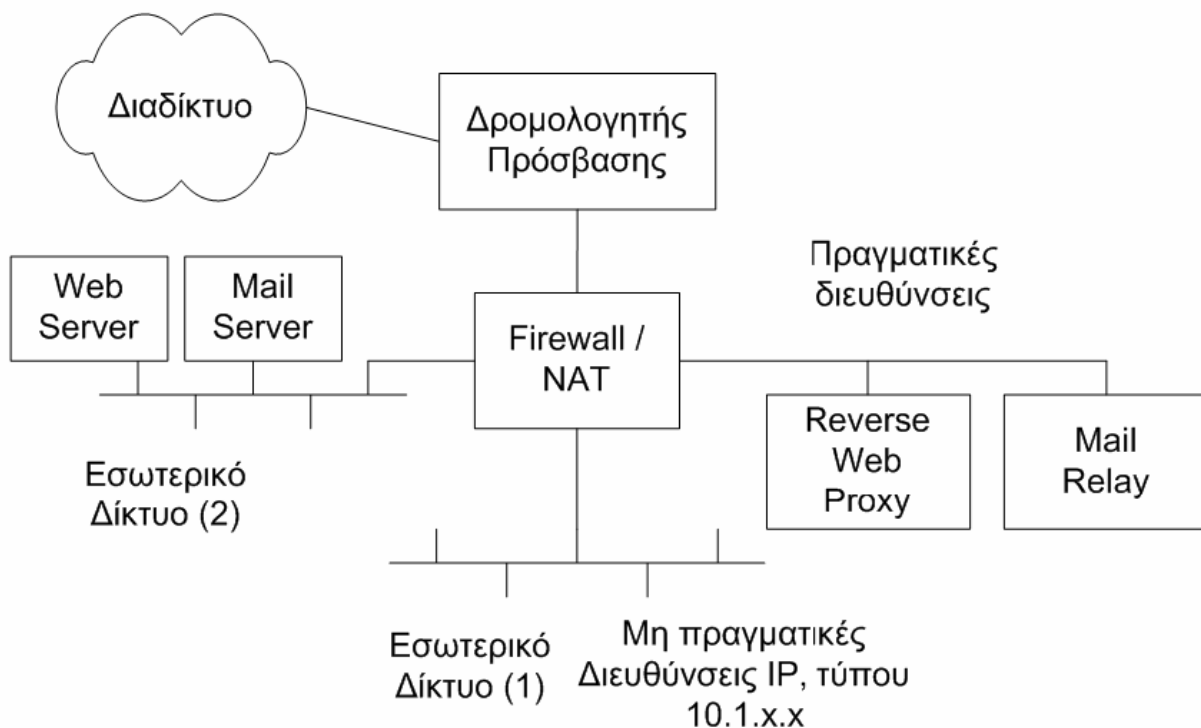 Διαδίκτυο
Δρομολογητής
Πρόσβασης
Web
Server
Mail
Server
Firewall /
NAT
Πραγματικές
διευθύνσεις
Reverse
Web
Proxy
Mail
Relay
Εσωτερικό
Δίκτυο (2)
Εσωτερικό
Δίκτυο (1)
Μη πραγματικές
Διευθύνσεις IP, τύπου
10.1.x.x